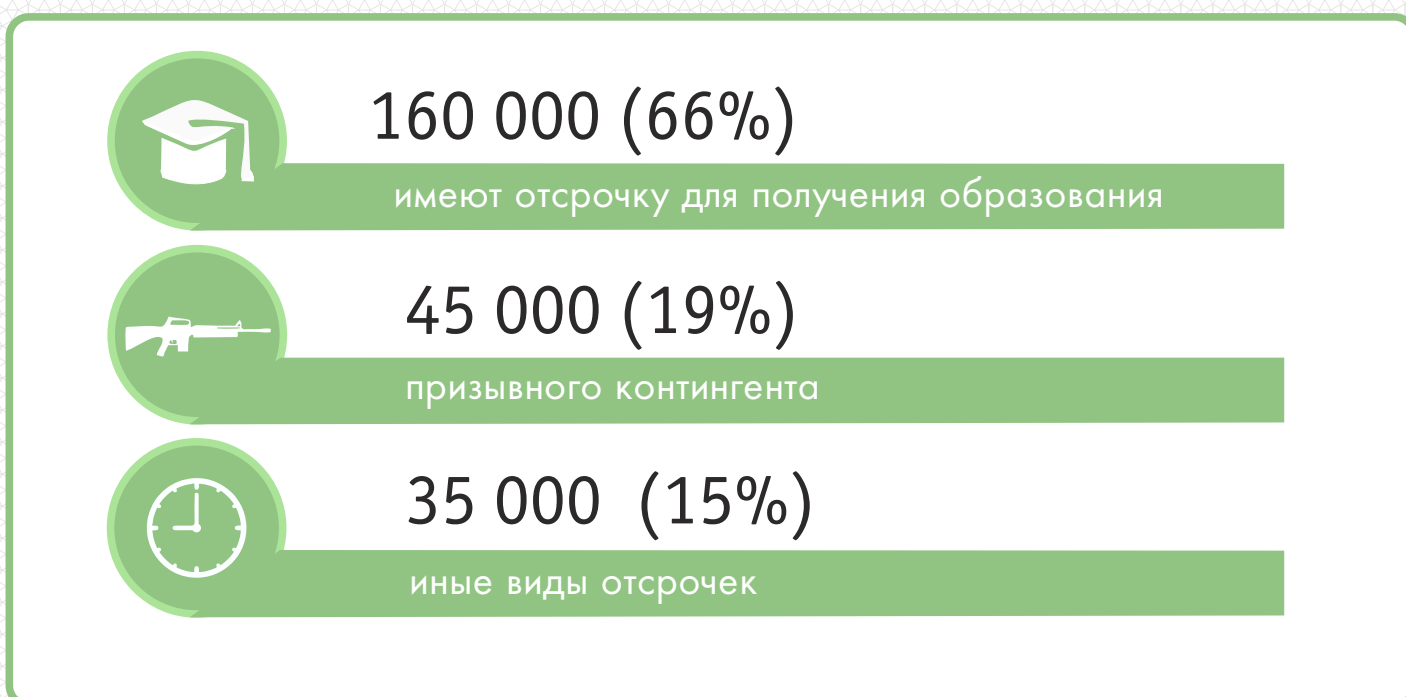 160 000 (66%)
имеют отсрочку для получения образования
45 000 (19%)
призывного контингента
35 000 (15%)
иные виды отсрочек